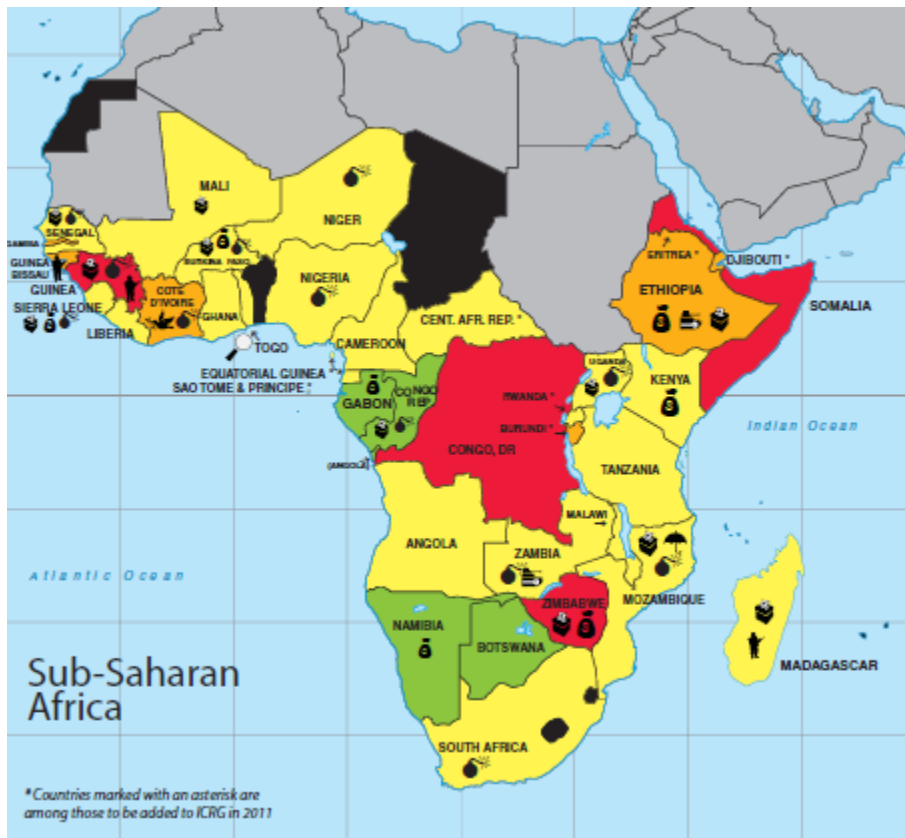 MALI
NIGER
SENEGAL
GAMBIA
BURKINA FASO
GUINEA
BISSAU
GUINEA
SIERRA LEONE
LIBERIA
COTE
D'IVOIRE
GHANA
NIGERIA
TOGO
CAMEROON
CENT. AFR. REP. *
EQUATORIAL GUINEA
SAO TOME & PRINCIPE *
GABON
CONGO
REP.
(ANGOLA)
CONGO, DR
RWANDA *
BURUNDI *
UGANDA
KENYA
ERITREA *
DJIBOUTI *
ETHIOPIA
SOMALIA
Indian Ocean
TANZANIA
MALAWI
ANGOLA
ZAMBIA
Atlantic Ocean
ZIMBABWE
MOZAMBIQUE
NAMIBIA
BOTSWANA
MADAGASCAR
Sub-Saharan
Africa
SOUTH AFRICA
* Countries marked with an asterisk are
among those to be added to ICRG in 2011